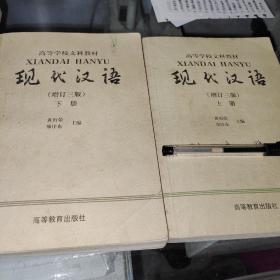 高等学校文科教材
XIANDAI HANYU
现代汉语
(增订三版)
下册
黄伯荣
廖序东 主编
高等教育出版社
高等学校文科教材
XIANDAI HANYU
现代汉语
(增订三版)
上册
黄伯荣
廖序东 主编
高等教育出版社